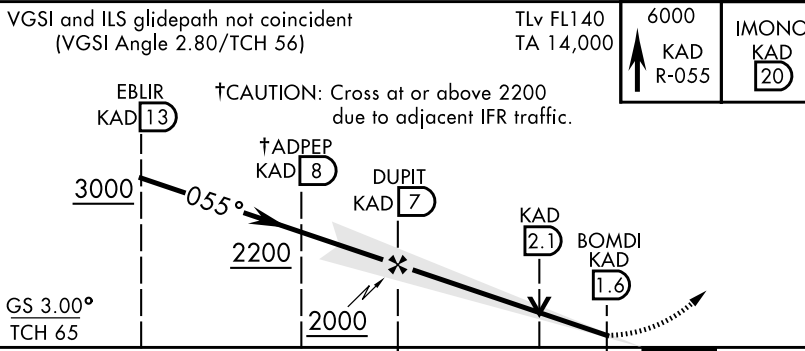 VGSI and ILS glidepath not coincident
(VGSI Angle 2.80/TCH 56)
TLv FL140
TA 14,000
6000
KAD
R-055
IMONO
KAD
20
EBLIR
KAD 13
†CAUTION: Cross at or above 2200
due to adjacent IFR traffic.
†ADPEP
KAD 8
DUPIT
KAD 7
KAD
2.1
BOMDI
KAD
1.6
3000
055°
2200
2000
GS 3.00°
TCH 65